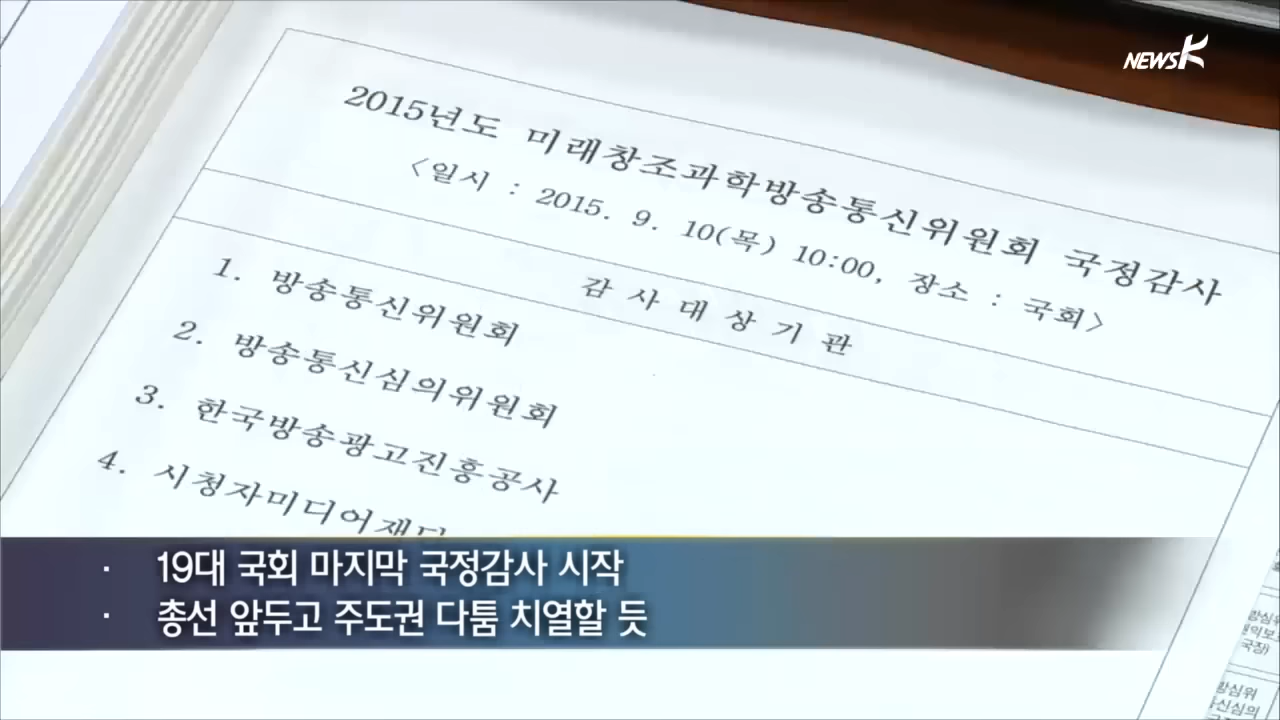 NEWS K
2015년도 미래창조과학방송통신위원회 국정감사
<일시 : 2015. 9. 10(목) 10:00, 장소 : 국회>
감 사 대 상 기 관
1. 방송통신위원회
2. 방송통신심의위원회
3. 한국방송광고진흥공사
4. 시청자미디어재단
· 19대 국회 마지막 국정감사 시작
· 총선 앞두고 주도권 다툼 치열할 듯
국장)